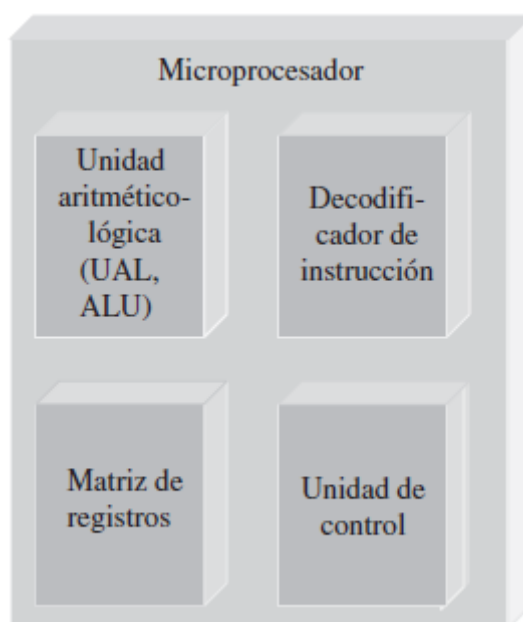 Microprocesador
Unidad
aritmético-
lógica
(UAL,
ALU)
Decodifi-
cador de
instrucción
Matriz de
registros
Unidad de
control